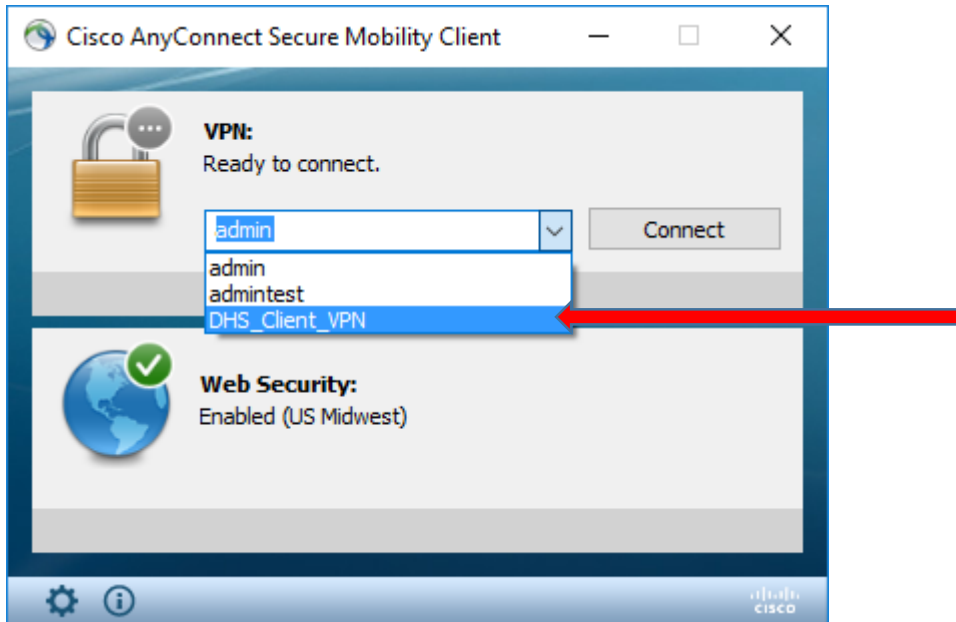 Cisco AnyConnect Secure Mobility Client
VPN:
Ready to connect.
admin
Connect
admin
admintest
DHS_Client_VPN
Web Security:
Enabled (US Midwest)
CISCO